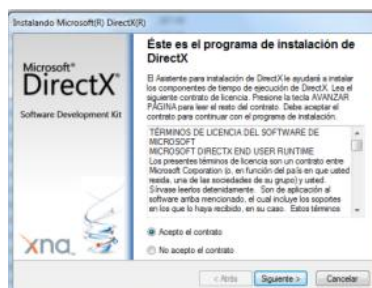 Instalando Microsoft(R) DirectX(R)
Microsoft®
DirectX®
Software Development Kit
xna
Éste es el programa de instalación de
DirectX
El Asistente para instalación de DirectX le ayudará a instalar
los componentes de tiempo de ejecución de DirectX. Lea el
siguiente contrato de licencia. Presione la tecla AVANZAR
PÁGINA para leer el resto del contrato. Debe aceptar el
contrato para continuar con el programa de instalación.
TÉRMINOS DE LICENCIA DEL SOFTWARE DE
MICROSOFT
MICROSOFT DIRECTX END USER RUNTIME
Los presentes términos de licencia son un contrato entre
Microsoft Corporation (o, en función del país en que usted
resida, una de las sociedades de su grupo) y usted.
Sírvase leerlos detenidamente. Son de aplicación al
software arriba mencionado, el cual incluye los soportes
en los que lo haya recibido, en su caso. Estos términos
Acepto el contrato
No acepto el contrato
< Atrás
Siguiente >
Cancelar